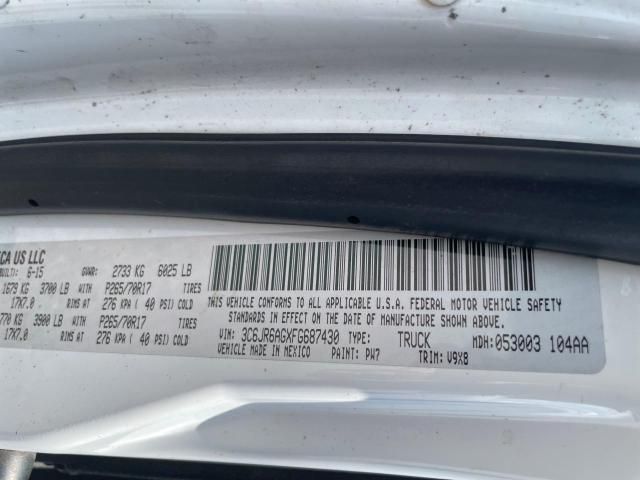 CA US LLC
BUILT: 6-15 GVWR: 2733 KG 6025 LB
1679 KG 3700 LB WITH P265/70R17 TIRES
17X7.0 RIMS AT 276 KPA ( 40 PSI) COLD
770 KG 3900 LB WITH P265/70R17 TIRES
17X7.0 RIMS AT 276 KPA ( 40 PSI) COLD
THIS VEHICLE CONFORMS TO ALL APPLICABLE U.S.A. FEDERAL MOTOR VEHICLE SAFETY
STANDARDS IN EFFECT ON THE DATE OF MANUFACTURE SHOWN ABOVE.
VIN: 3C6JR6AGXFG687430 TYPE: TRUCK MDH: 053003 104AA
VEHICLE MADE IN MEXICO PAINT: PW7 TRIM: V9X8